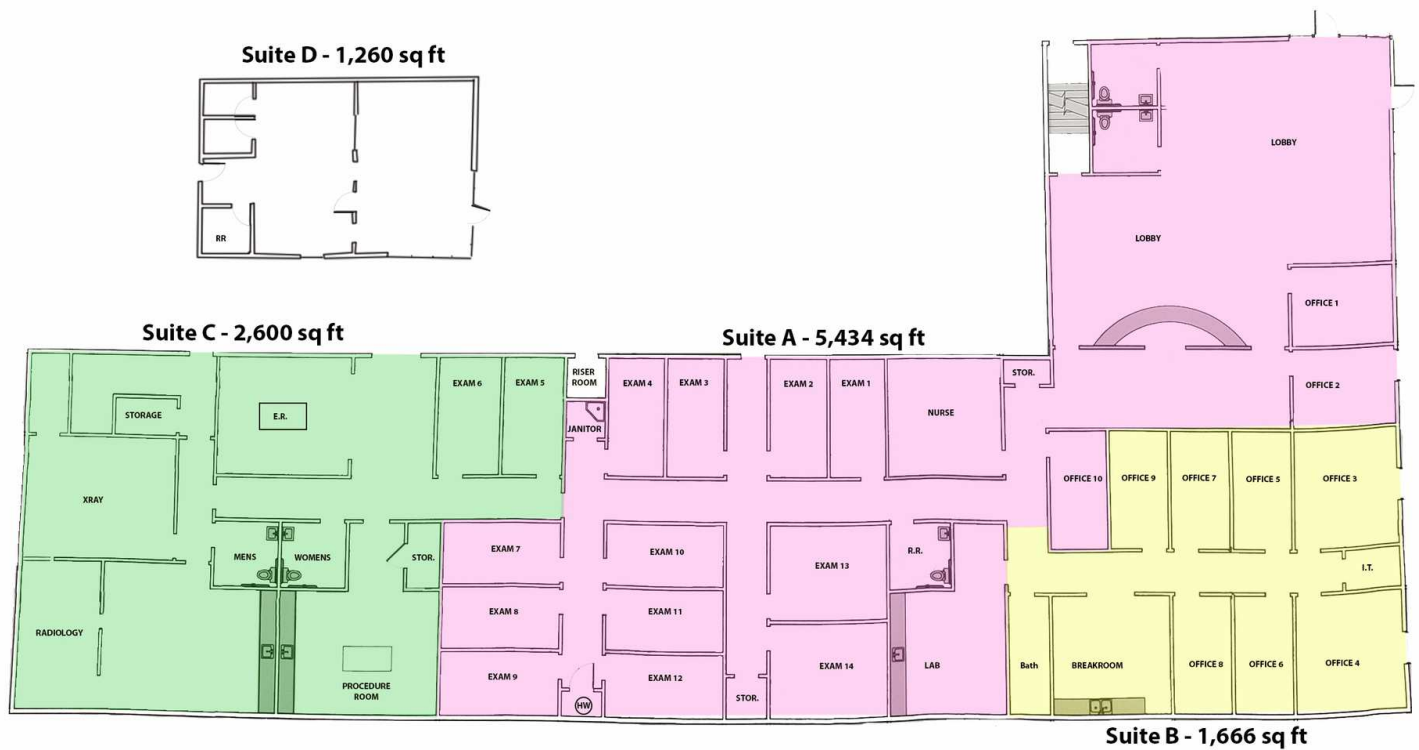 Suite D - 1,260 sq ft
RR
LOBBY
LOBBY
OFFICE 1
OFFICE 2
Suite C - 2,600 sq ft
Suite A - 5,434 sq ft
STORAGE
E.R.
EXAM 6
EXAM 5
RISER
ROOM
JANITOR
EXAM 4
EXAM 3
EXAM 2
EXAM 1
NURSE
STOR.
XRAY
OFFICE 10
OFFICE 9
OFFICE 7
OFFICE 5
OFFICE 3
MENS
WOMENS
STOR.
EXAM 7
EXAM 10
EXAM 13
R.R.
I.T.
RADIOLOGY
EXAM 8
EXAM 11
PROCEDURE
ROOM
EXAM 9
HW
EXAM 12
STOR.
EXAM 14
LAB
Bath
BREAKROOM
OFFICE 8
OFFICE 6
OFFICE 4
Suite B - 1,666 sq ft